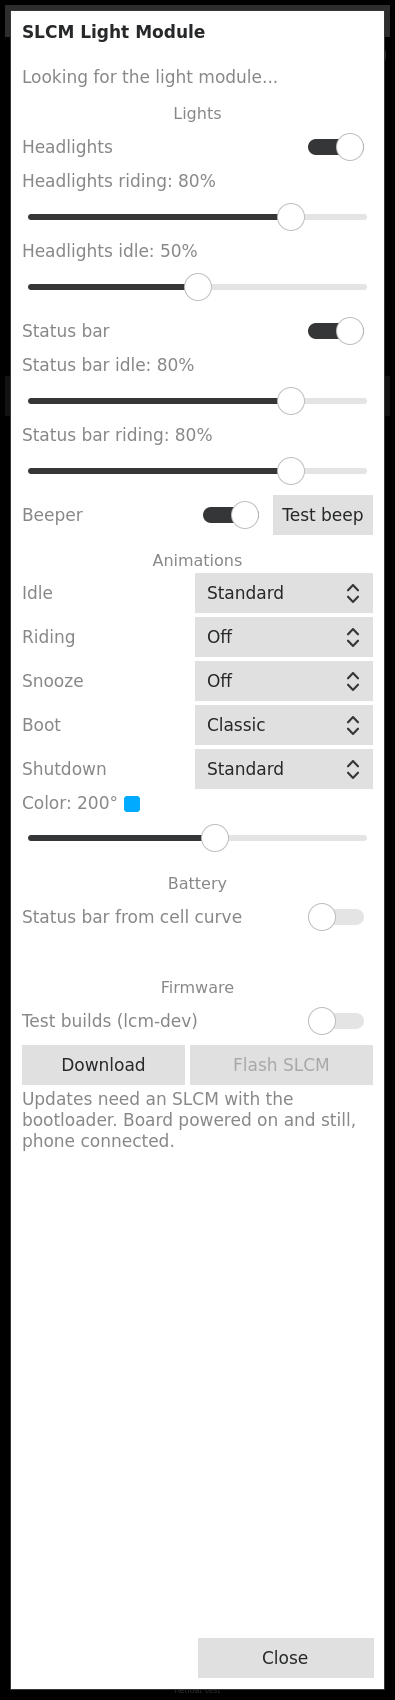 SLCM Light Module
Looking for the light module...
Lights
Headlights
Headlights riding: 80%
Headlights idle: 50%
Status bar
Status bar idle: 80%
Status bar riding: 80%
Beeper Test beep
Animations
Idle Standard
Riding Off
Snooze Off
Boot Classic
Shutdown Standard
Color: 200°
Battery
Status bar from cell curve
Firmware
Test builds (lcm-dev)
Download Flash SLCM
Updates need an SLCM with the
bootloader. Board powered on and still,
phone connected.
Close